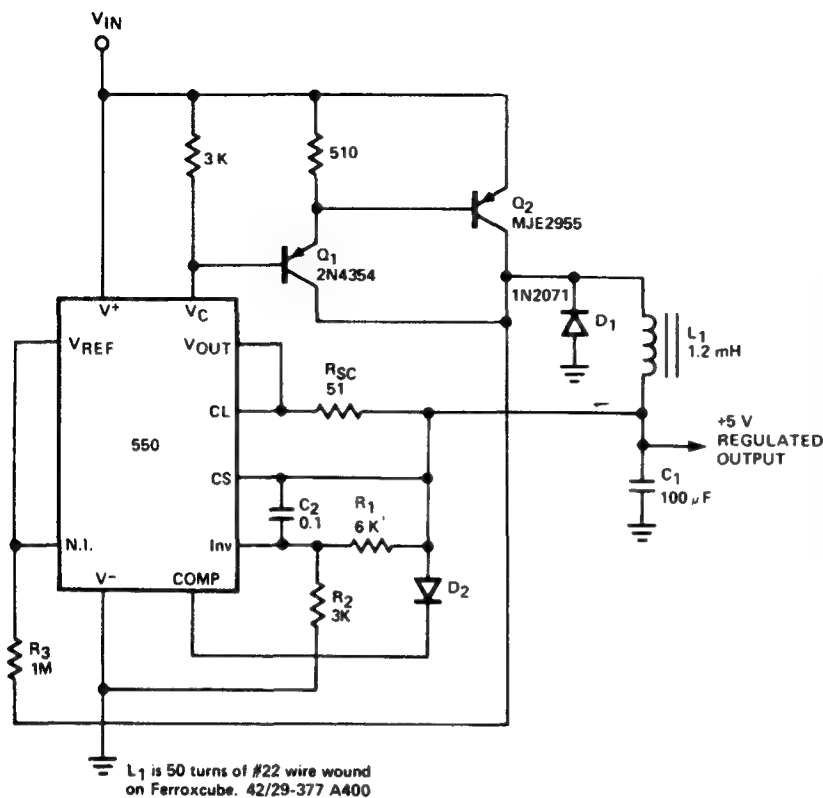 VIN
3 K
510
Q2
MJE2955
Q1
2N4354
1N2071
D1
L1
1.2 mH
V+
VC
VREF
VOUT
RSC
51
CL
+5 V
REGULATED
OUTPUT
550
CS
C1
100 μF
C2
0.1
R1
6 K
N.I.
Inv
V-
COMP
R2
3K
D2
R3
1M
L1 is 50 turns of #22 wire wound
on Ferroxcube. 42/29-377 A400